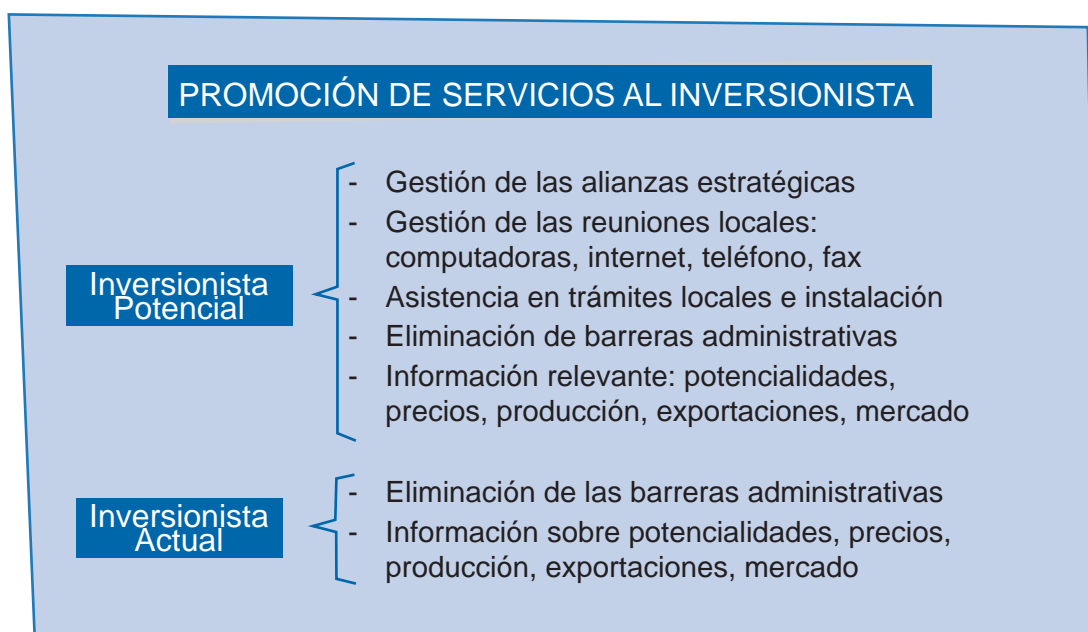 PROMOCIÓN DE SERVICIOS AL INVERSIONISTA
Inversionista
Potencial
- Gestión de las alianzas estratégicas
- Gestión de las reuniones locales:
computadoras, internet, teléfono, fax
- Asistencia en trámites locales e instalación
- Eliminación de barreras administrativas
- Información relevante: potencialidades,
precios, producción, exportaciones, mercado
Inversionista
Actual
- Eliminación de las barreras administrativas
- Información sobre potencialidades, precios,
producción, exportaciones, mercado